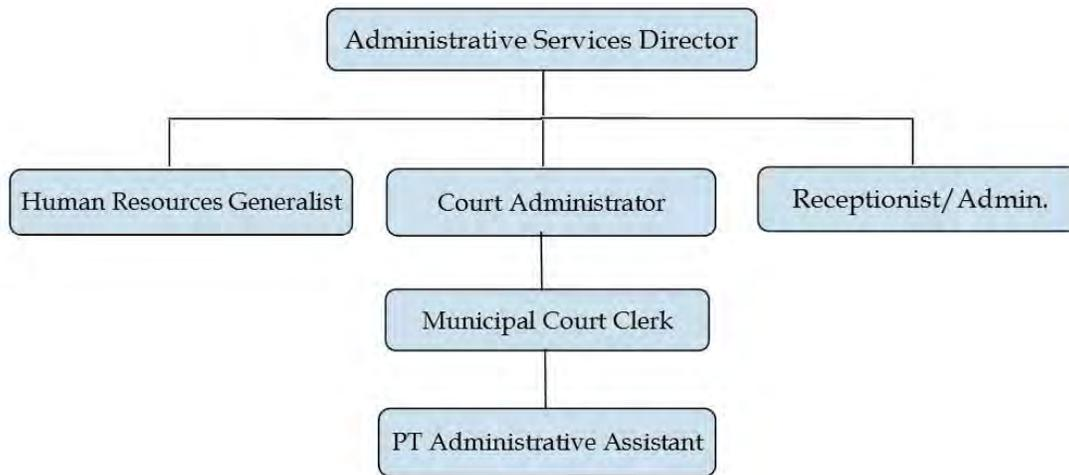 Administrative Services Director
Human Resources Generalist
Court Administrator
Receptionist/Admin.
Municipal Court Clerk
PT Administrative Assistant